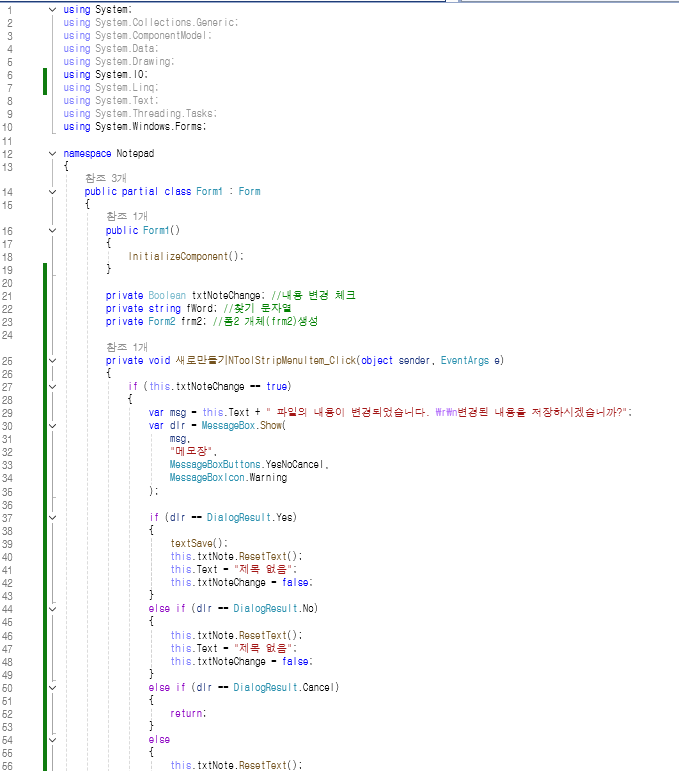 1 using System;
2 using System.Collections.Generic;
3 using System.ComponentModel;
4 using System.Data;
5 using System.Drawing;
6 using System.IO;
7 using System.Linq;
8 using System.Text;
9 using System.Threading.Tasks;
10 using System.Windows.Forms;
11
12 namespace Notepad
13 {
참조 3개
14 public partial class Form1 : Form
15 {
참조 1개
16 public Form1()
17 {
18 InitializeComponent();
19 }
20
21 private Boolean txtNoteChange; //내용 변경 체크
22 private string fWord; //찾기 문자열
23 private Form2 frm2; //폼2 개체(frm2)생성
24
참조 1개
25 private void 새로만들기NToolStripMenuItem_Click(object sender, EventArgs e)
26 {
27 if (this.txtNoteChange == true)
28 {
29 var msg = this.Text + " 파일의 내용이 변경되었습니다. ₩r₩n변경된 내용을 저장하시겠습니까?";
30 var dlr = MessageBox.Show(
31 msg,
32 "메모장",
33 MessageBoxButtons.YesNoCancel,
34 MessageBoxIcon.Warning
35 );
36
37 if (dlr == DialogResult.Yes)
38 {
39 textSave();
40 this.txtNote.ResetText();
41 this.Text = "제목 없음";
42 this.txtNoteChange = false;
43 }
44 else if (dlr == DialogResult.No)
45 {
46 this.txtNote.ResetText();
47 this.Text = "제목 없음";
48 this.txtNoteChange = false;
49 }
50 else if (dlr == DialogResult.Cancel)
51 {
52 return;
53 }
54 else
55 {
56 this.txtNote.ResetText();